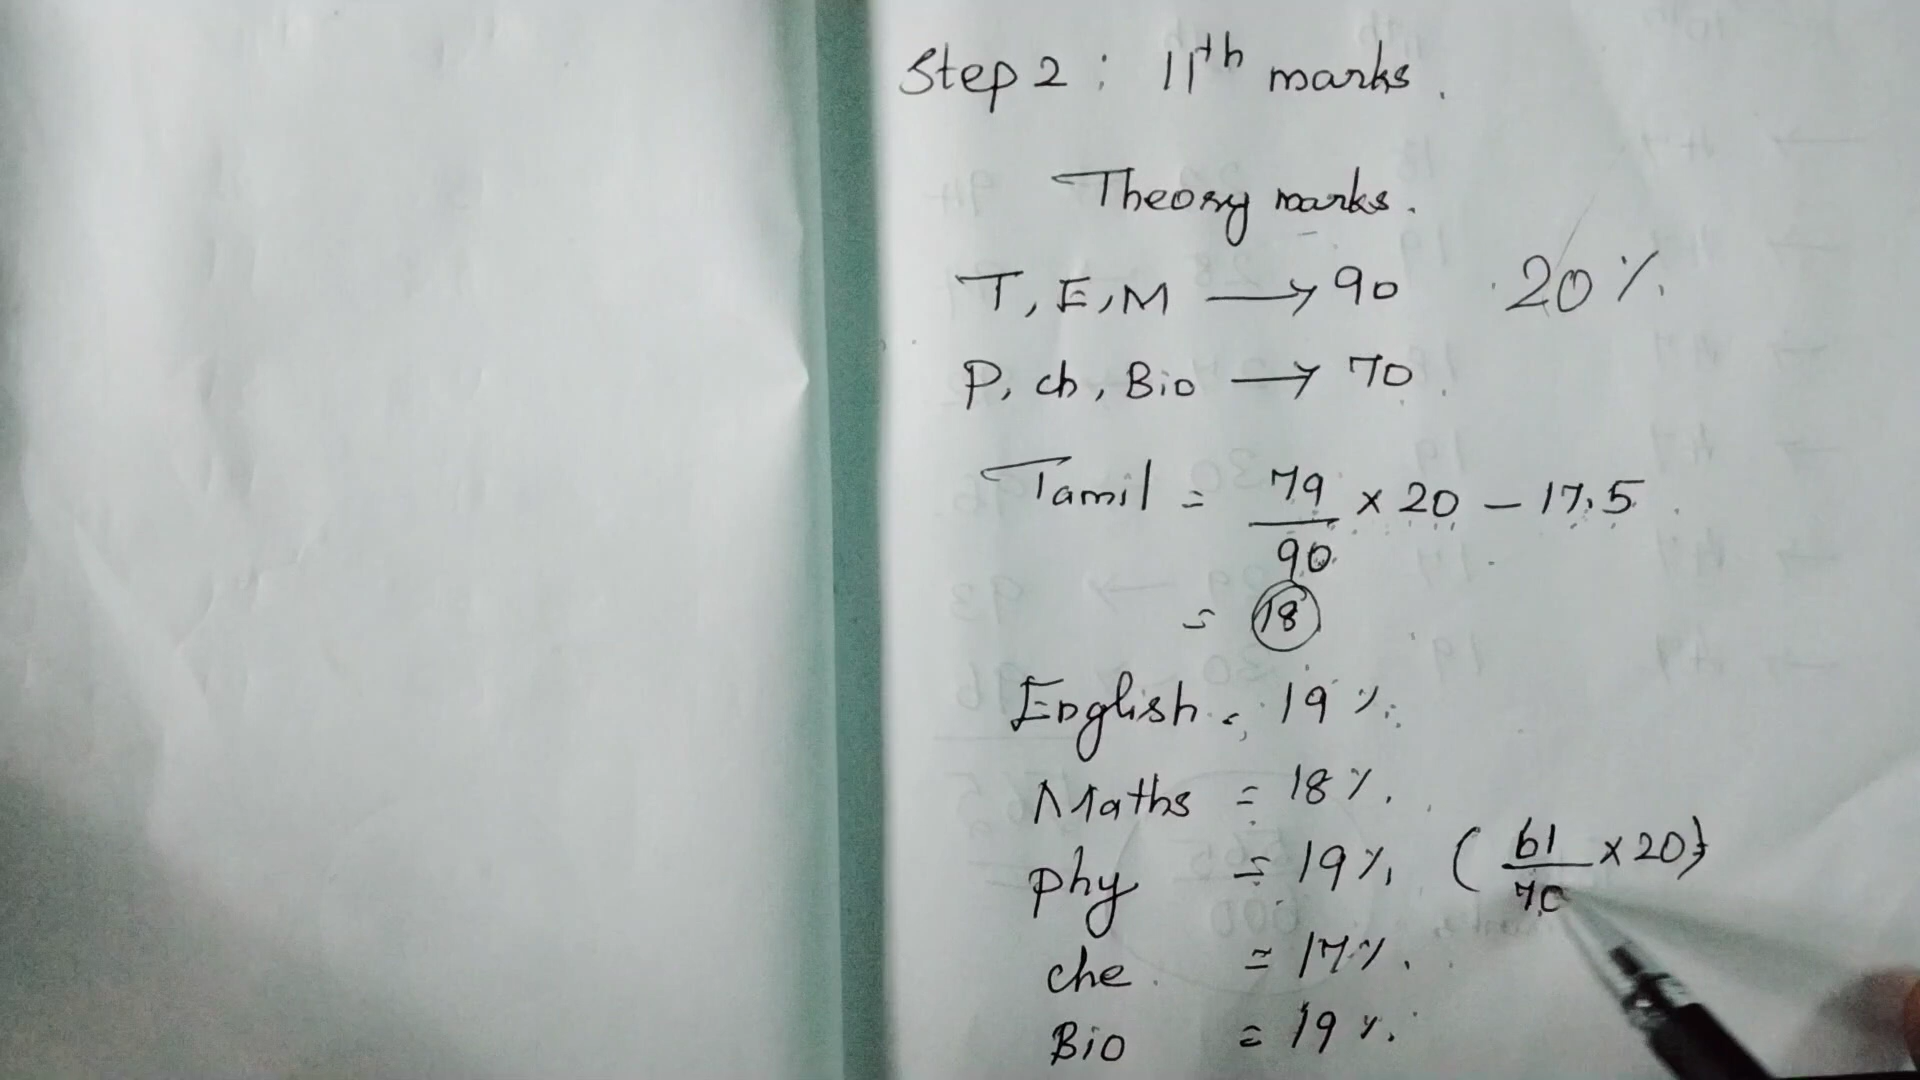 Step 2 : 11th marks.
Theory marks.
T, E, M → 90 20 %.
P, ch, Bio → 70
Tamil = 79/90 × 20 - 17.5
= 18
English = 19 %.
Maths = 18 %.
phy = 19 %. ( 61/70 × 20 )
che = 17 %.
Bio = 19 %.